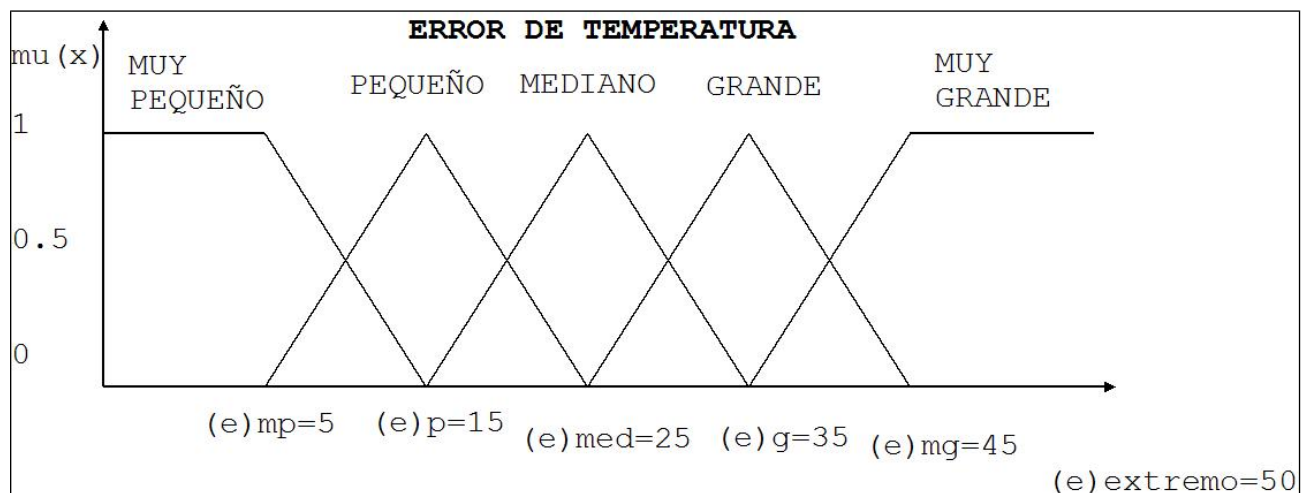 ERROR DE TEMPERATURA
mu(x)
MUY
PEQUEÑO
PEQUEÑO
MEDIANO
GRANDE
MUY
GRANDE
1
0.5
0
(e)mp=5
(e)p=15
(e)med=25
(e)g=35
(e)mg=45
(e)extremo=50